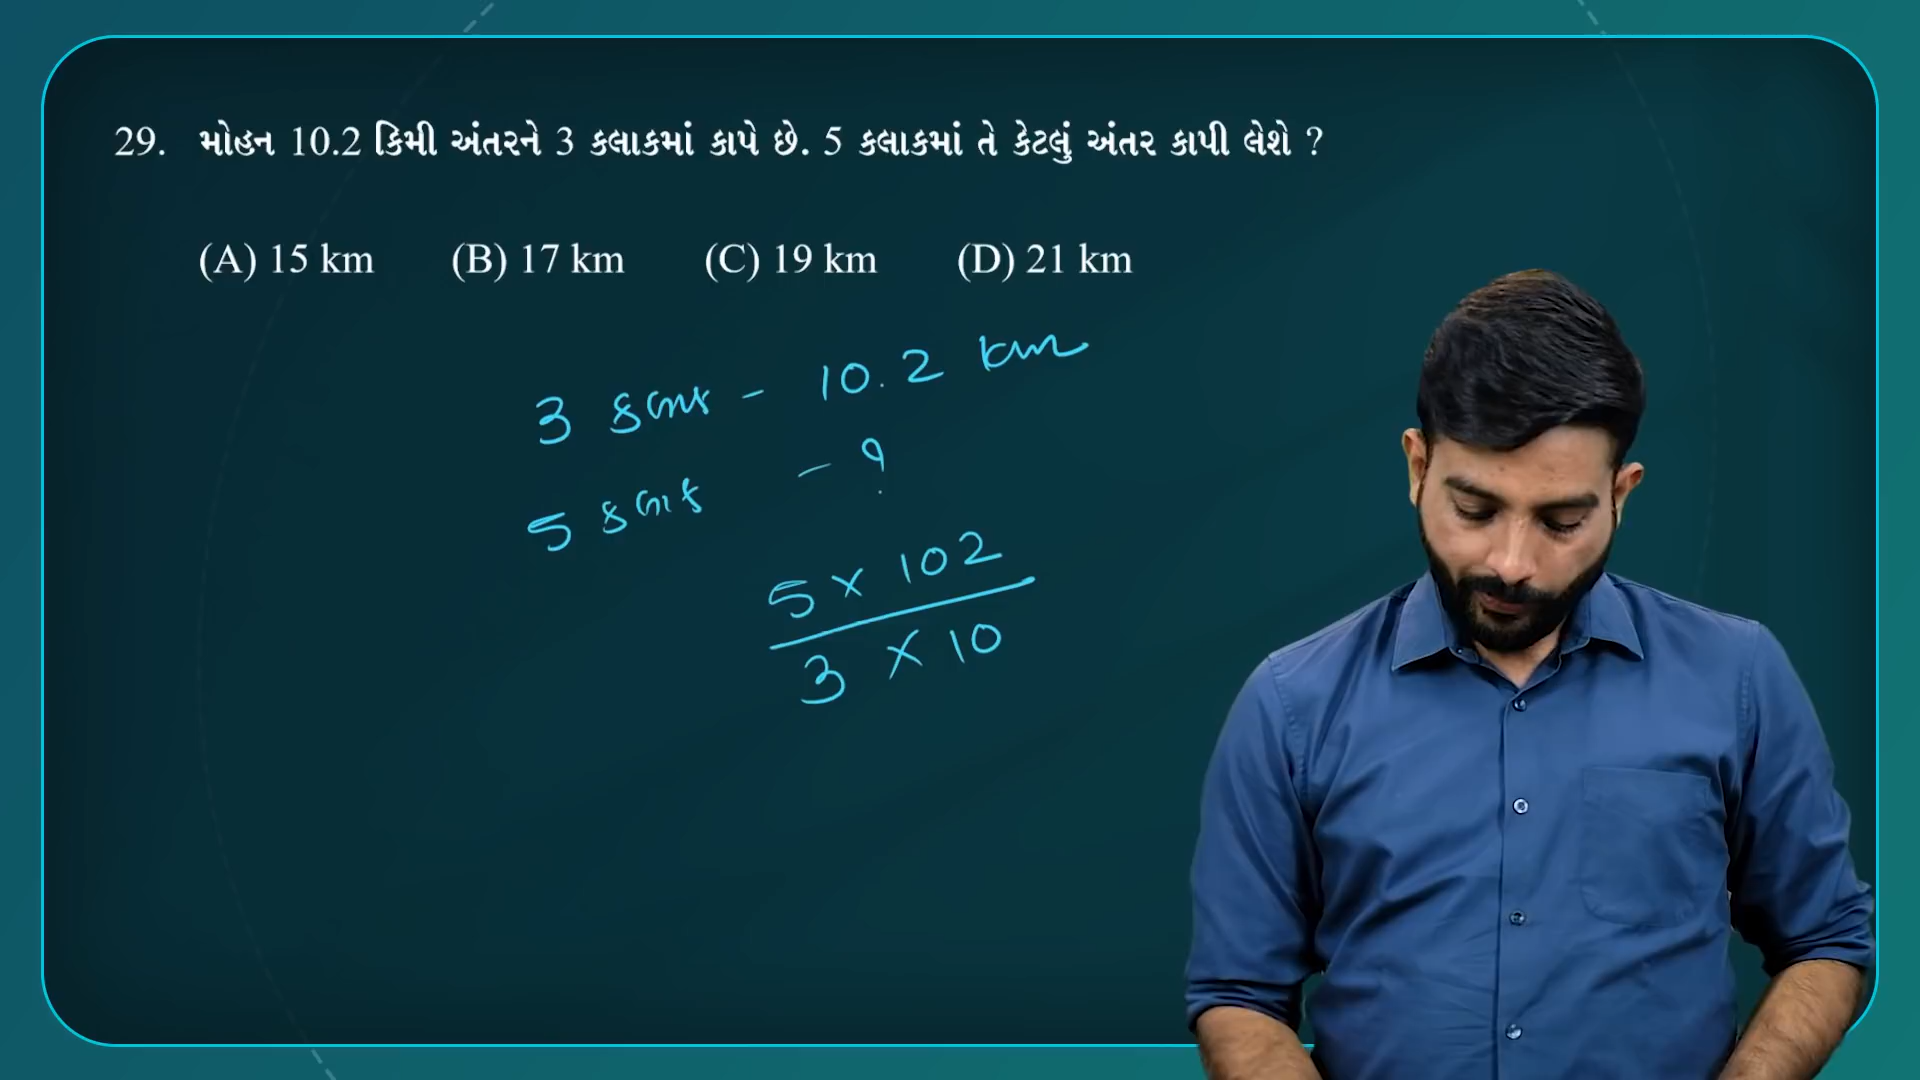 29. મોહન 10.2 કિમી અંતરને 3 કલાકમાં કાપે છે. 5 કલાકમાં તે કેટલું અંતર કાપી લેશે ?
(A) 15 km (B) 17 km (C) 19 km (D) 21 km
3 કલાક - 10.2 km
5 કલાક - ?
5 × 102
3 × 10